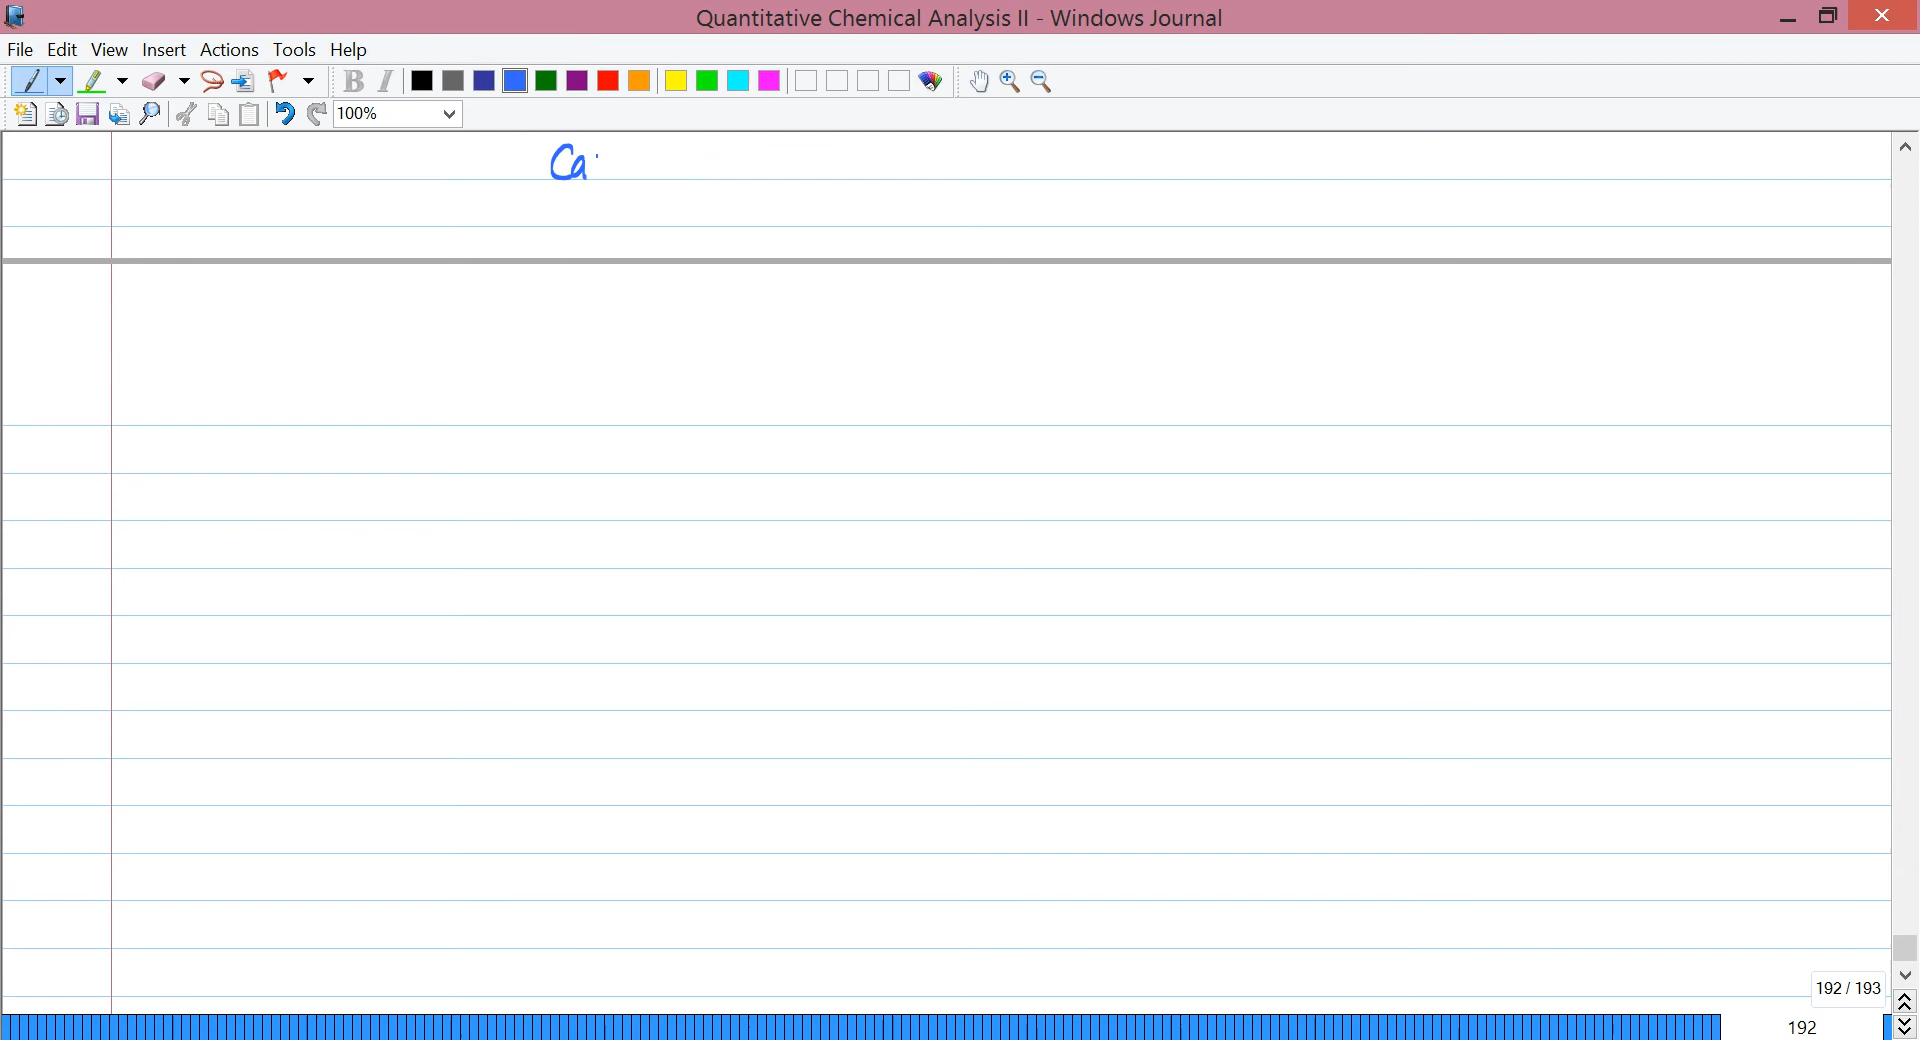 Quantitative Chemical Analysis II - Windows Journal
File Edit View Insert Actions Tools Help
B I
100%
Ca
192 / 193
192